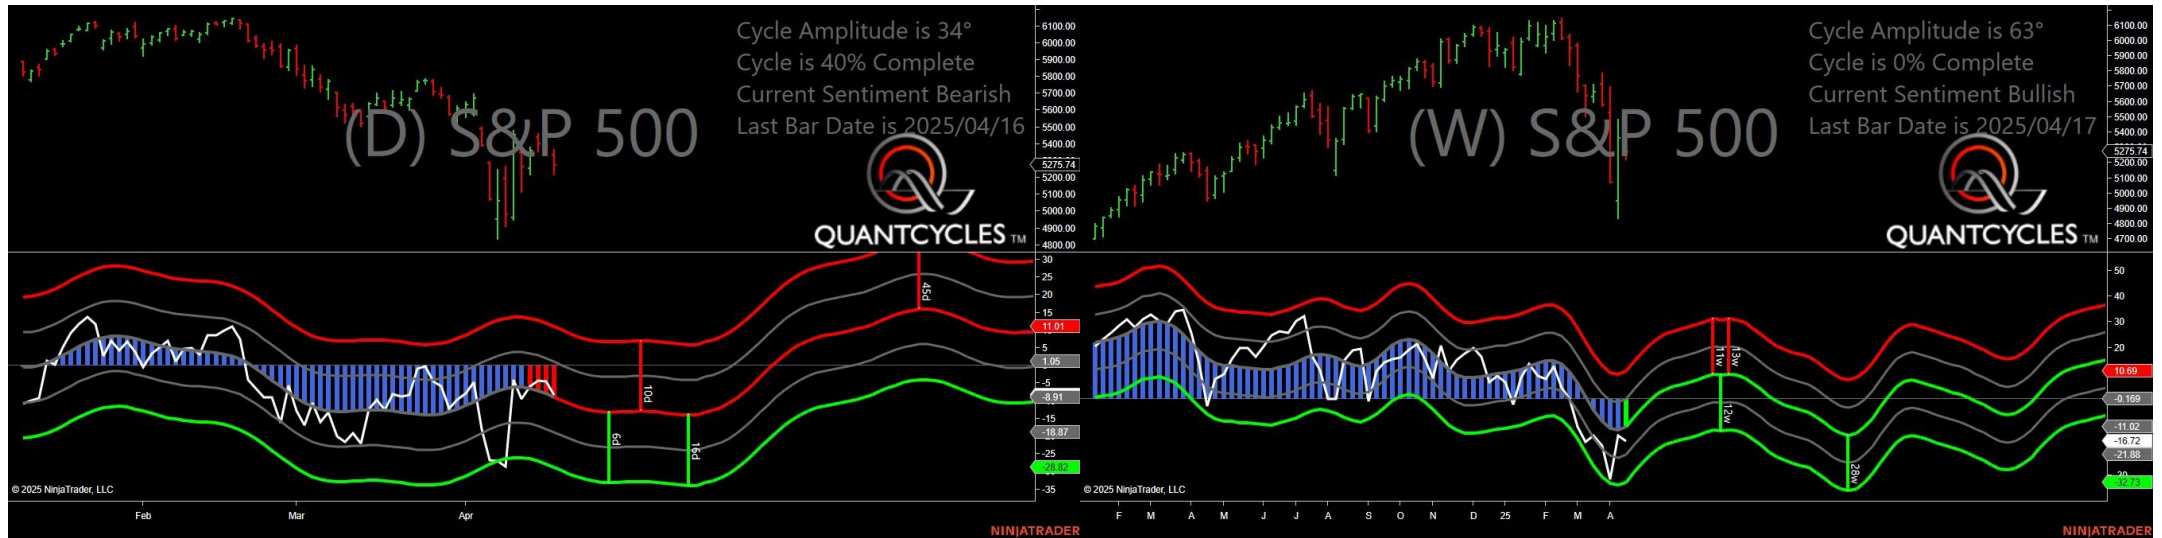 Cycle Amplitude is 34°
Cycle is 40% Complete
Current Sentiment Bearish
Last Bar Date is 2025/04/16
(D) S&P 500
QUANTCYCLES TM
6100.00
6000.00
5900.00
5800.00
5700.00
5600.00
5500.00
5400.00
5275.74
5200.00
5100.00
5000.00
4900.00
4800.00
30
25
20
15
11.01
5
1.05
-5
-8.91
-15
-18.87
-25
-28.82
-35
45d
10d
6d
16d
© 2025 NinjaTrader, LLC
Feb Mar Apr
NINJATRADER
Cycle Amplitude is 63°
Cycle is 0% Complete
Current Sentiment Bullish
Last Bar Date is 2025/04/17
(W) S&P 500
QUANTCYCLES TM
6100.00
6000.00
5900.00
5800.00
5700.00
5600.00
5500.00
5400.00
5275.74
5200.00
5100.00
5000.00
4900.00
4800.00
4700.00
50
40
30
20
10.69
-0.169
-11.02
-16.72
-21.88
-32.73
11w
13w
12w
28w
© 2025 NinjaTrader, LLC
F M A M J J A S O N D 25 F M A
NINJATRADER